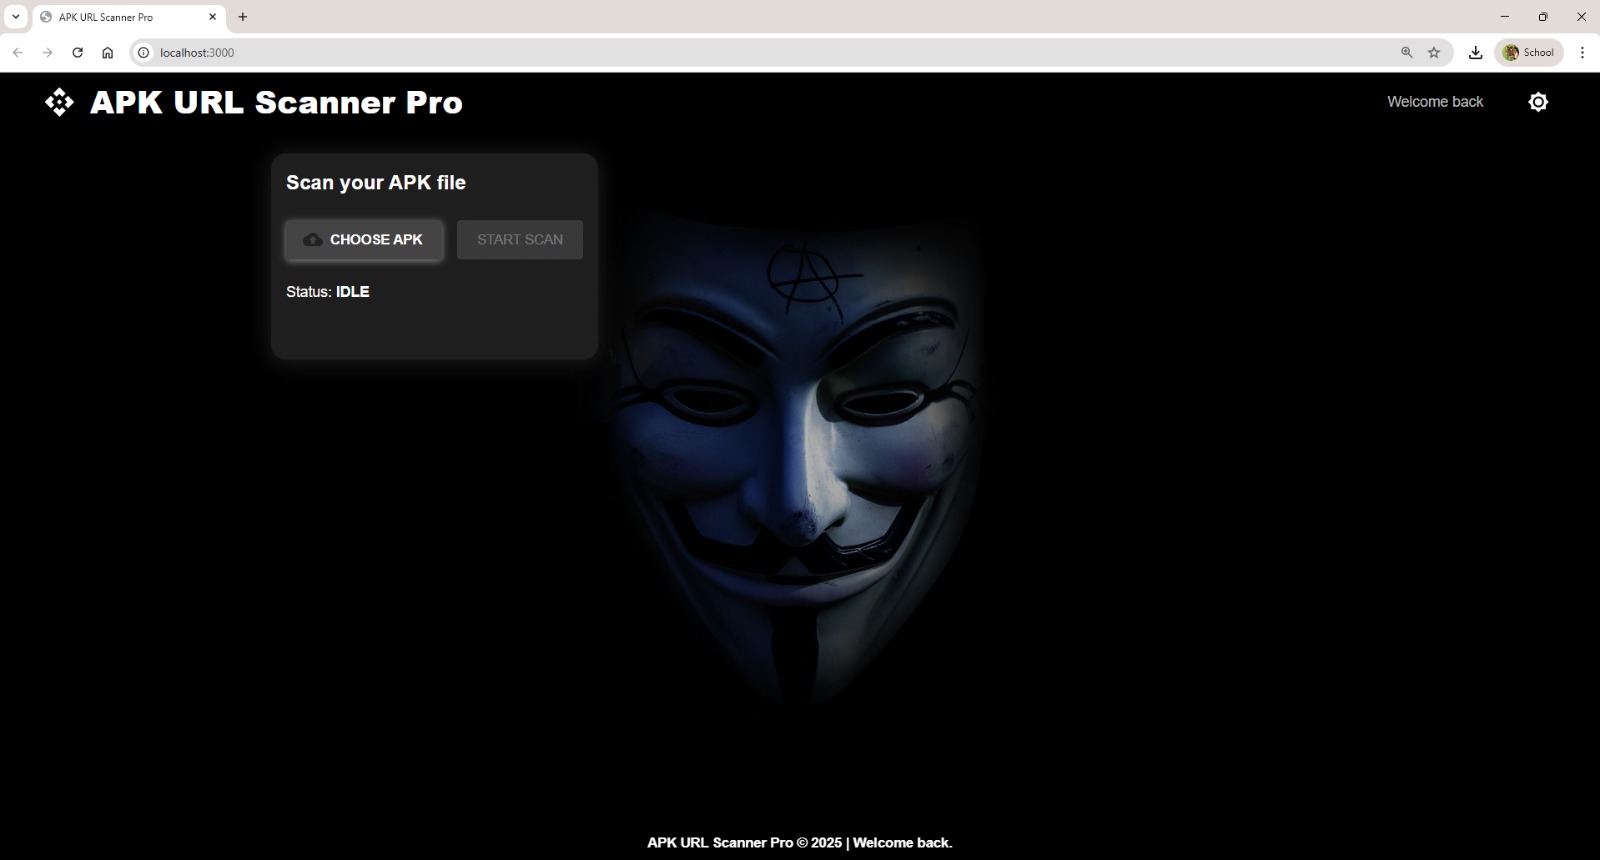 APK URL Scanner Pro
localhost:3000
School
APK URL Scanner Pro
Welcome back
Scan your APK file
CHOOSE APK
START SCAN
Status: IDLE
APK URL Scanner Pro © 2025 | Welcome back.